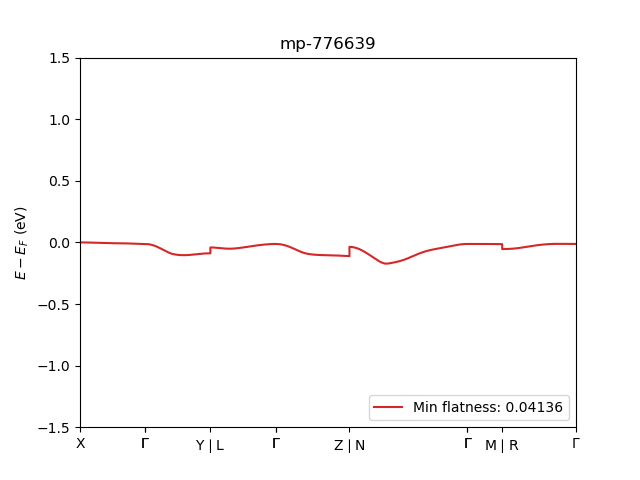 mp-776639
1.5
1.0
0.5
0.0
−0.5
−1.0
−1.5
E − E_F (eV)
X Γ Y | L Γ Z | N Γ M | R Γ
Min flatness: 0.04136